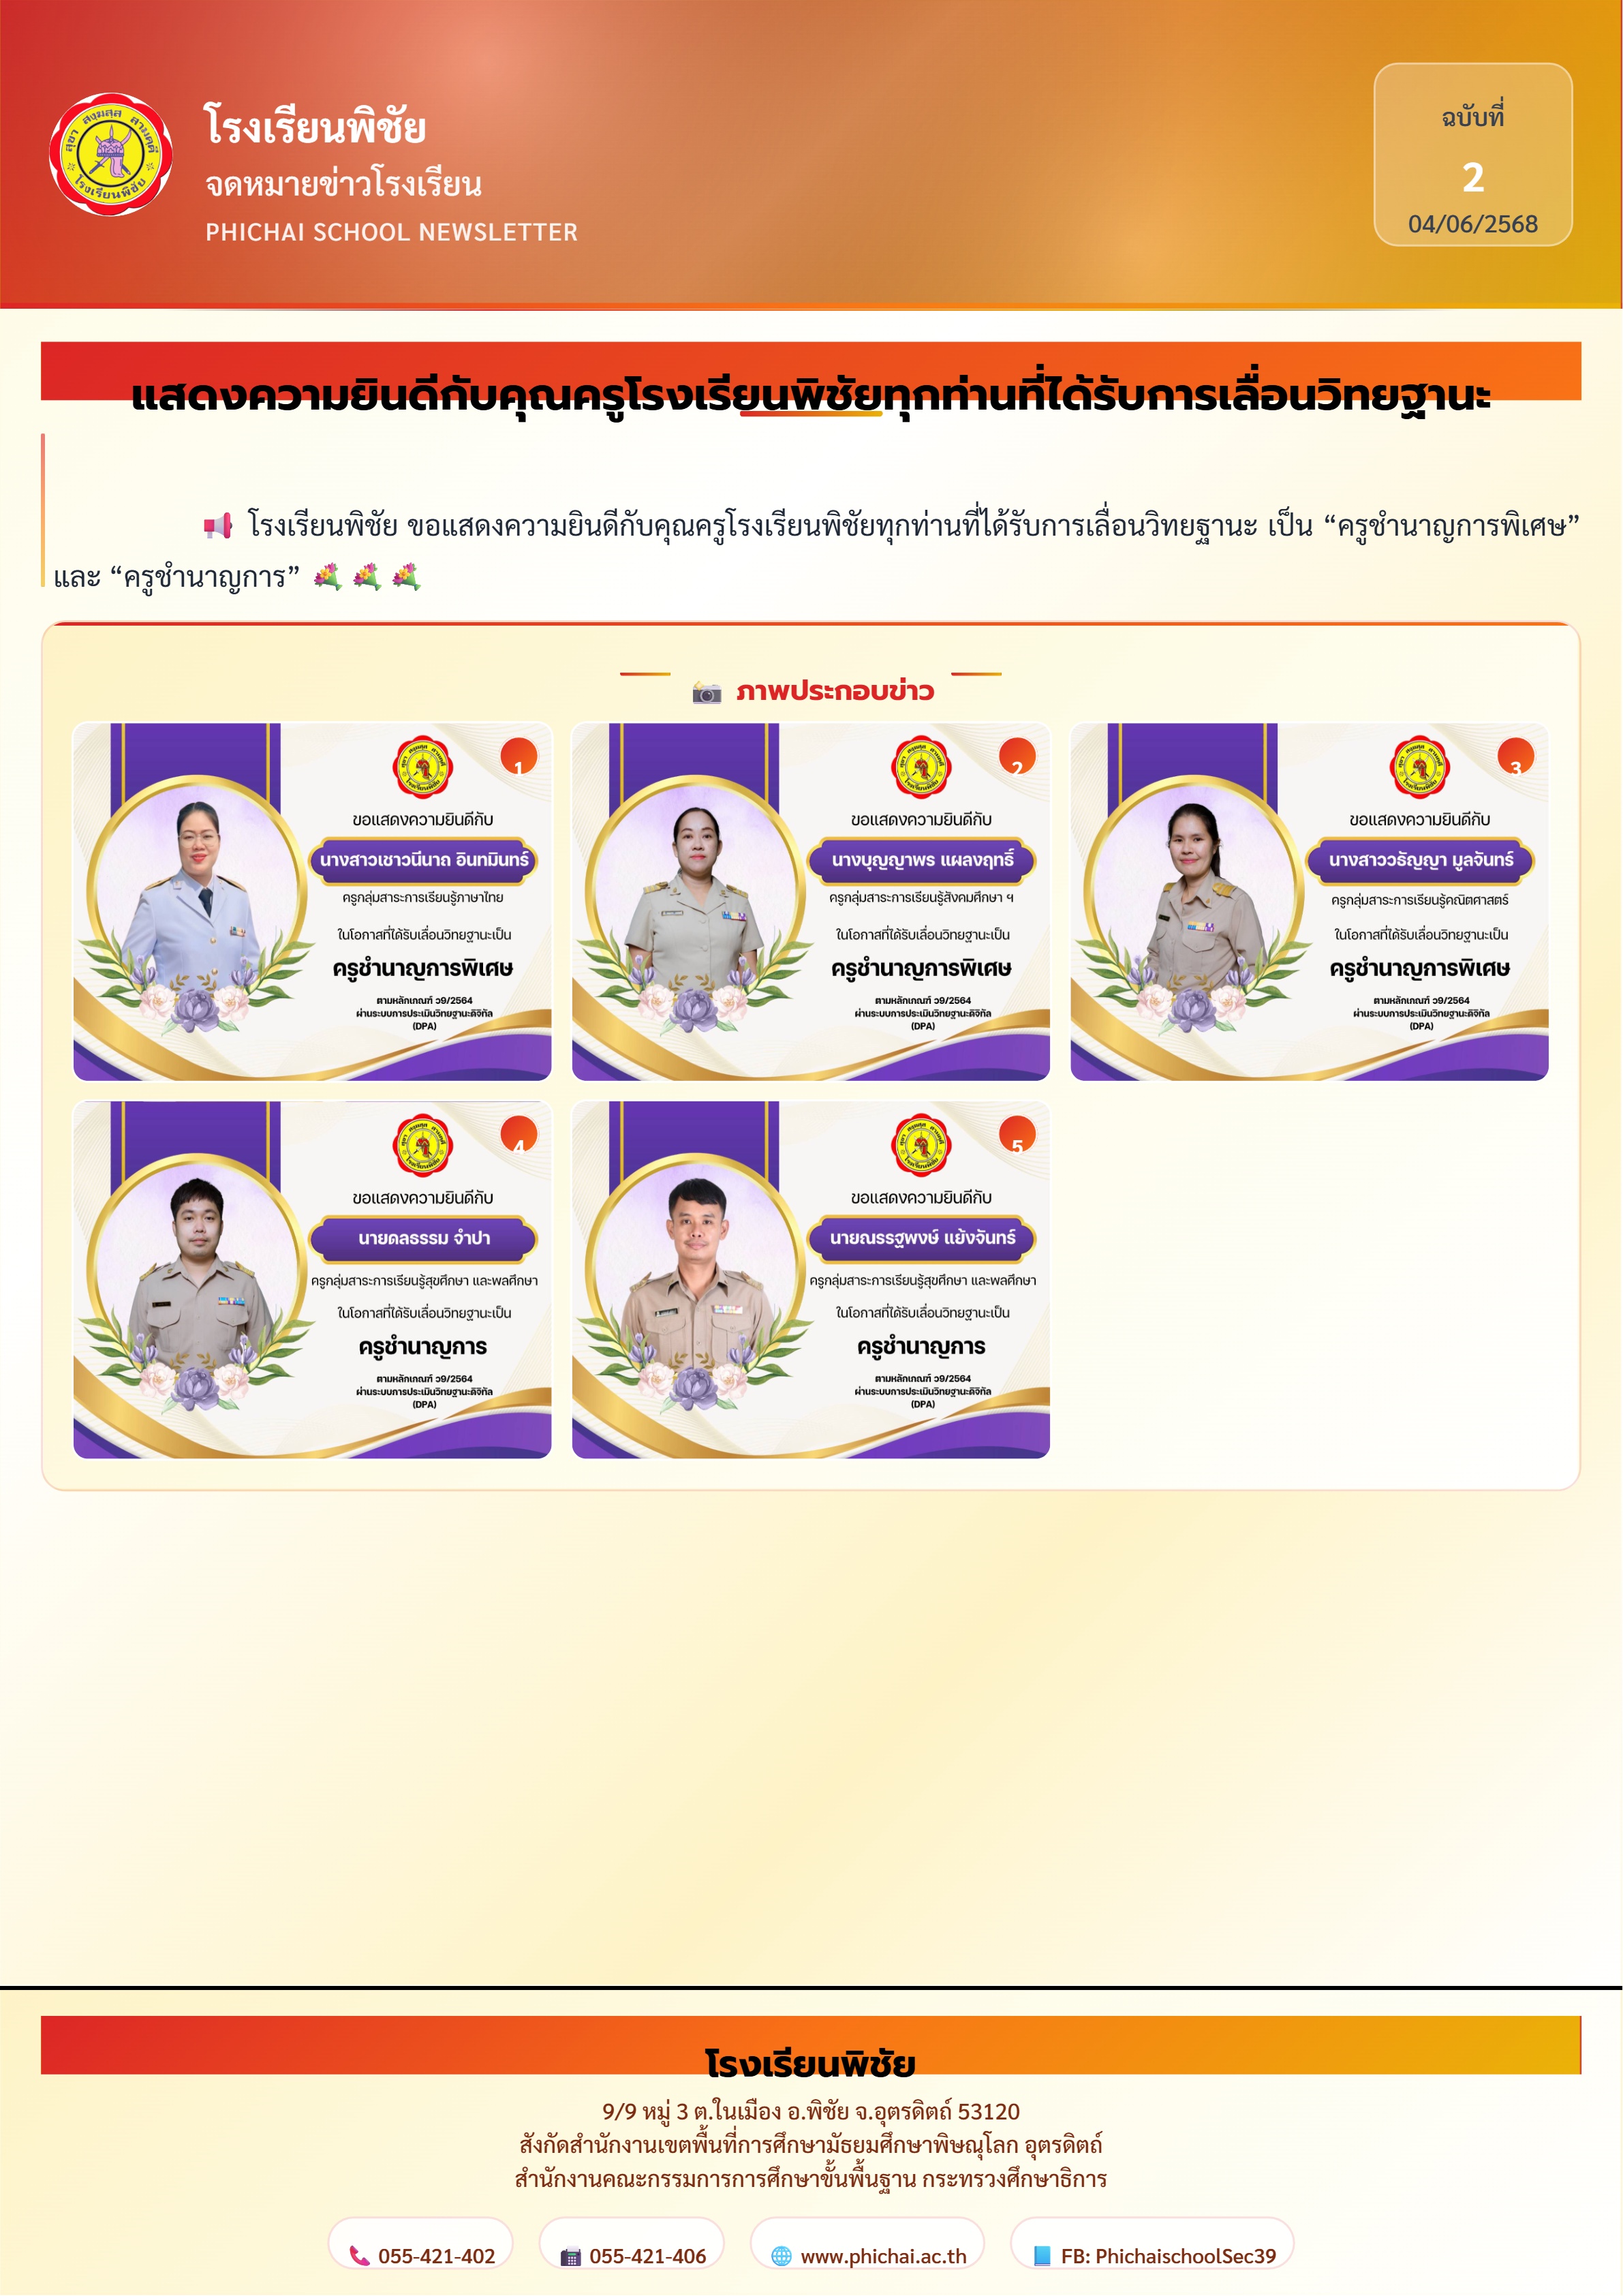 สุขา สงฺฆสฺส สามคฺคี
โรงเรียนพิชัย
โรงเรียนพิชัย
จดหมายข่าวโรงเรียน
PHICHAI SCHOOL NEWSLETTER
ฉบับที่
2
04/06/2568
แสดงความยินดีกับคุณครูโรงเรียนพิชัยทุกท่านที่ได้รับการเลื่อนวิทยฐานะ
📢 โรงเรียนพิชัย ขอแสดงความยินดีกับคุณครูโรงเรียนพิชัยทุกท่านที่ได้รับการเลื่อนวิทยฐานะ เป็น “ครูชำนาญการพิเศษ”
และ “ครูชำนาญการ” 💐💐💐
📸 ภาพประกอบข่าว
1
ขอแสดงความยินดีกับ
นางสาวเชาวนีนาถ อินทมินทร์
ครูกลุ่มสาระการเรียนรู้ภาษาไทย
ในโอกาสที่ได้รับเลื่อนวิทยฐานะเป็น
ครูชำนาญการพิเศษ
ตามหลักเกณฑ์ ว9/2564
ผ่านระบบการประเมินวิทยฐานะดิจิทัล
(DPA)
2
ขอแสดงความยินดีกับ
นางบุญญาพร แผลงฤทธิ์
ครูกลุ่มสาระการเรียนรู้สังคมศึกษา ฯ
ในโอกาสที่ได้รับเลื่อนวิทยฐานะเป็น
ครูชำนาญการพิเศษ
ตามหลักเกณฑ์ ว9/2564
ผ่านระบบการประเมินวิทยฐานะดิจิทัล
(DPA)
3
ขอแสดงความยินดีกับ
นางสาววรัญญา มูลจันทร์
ครูกลุ่มสาระการเรียนรู้คณิตศาสตร์
ในโอกาสที่ได้รับเลื่อนวิทยฐานะเป็น
ครูชำนาญการพิเศษ
ตามหลักเกณฑ์ ว9/2564
ผ่านระบบการประเมินวิทยฐานะดิจิทัล
(DPA)
4
ขอแสดงความยินดีกับ
นายดลธรรม จำปา
ครูกลุ่มสาระการเรียนรู้สุขศึกษา และพลศึกษา
ในโอกาสที่ได้รับเลื่อนวิทยฐานะเป็น
ครูชำนาญการ
ตามหลักเกณฑ์ ว9/2564
ผ่านระบบการประเมินวิทยฐานะดิจิทัล
(DPA)
5
ขอแสดงความยินดีกับ
นายณรรฐพงษ์ แย้งจันทร์
ครูกลุ่มสาระการเรียนรู้สุขศึกษา และพลศึกษา
ในโอกาสที่ได้รับเลื่อนวิทยฐานะเป็น
ครูชำนาญการ
ตามหลักเกณฑ์ ว9/2564
ผ่านระบบการประเมินวิทยฐานะดิจิทัล
(DPA)
โรงเรียนพิชัย
9/9 หมู่ 3 ต.ในเมือง อ.พิชัย จ.อุตรดิตถ์ 53120
สังกัดสำนักงานเขตพื้นที่การศึกษามัธยมศึกษาพิษณุโลก อุตรดิตถ์
สำนักงานคณะกรรมการการศึกษาขั้นพื้นฐาน กระทรวงศึกษาธิการ
📞 055-421-402
📠 055-421-406
🌐 www.phichai.ac.th
📘 FB: PhichaischoolSec39